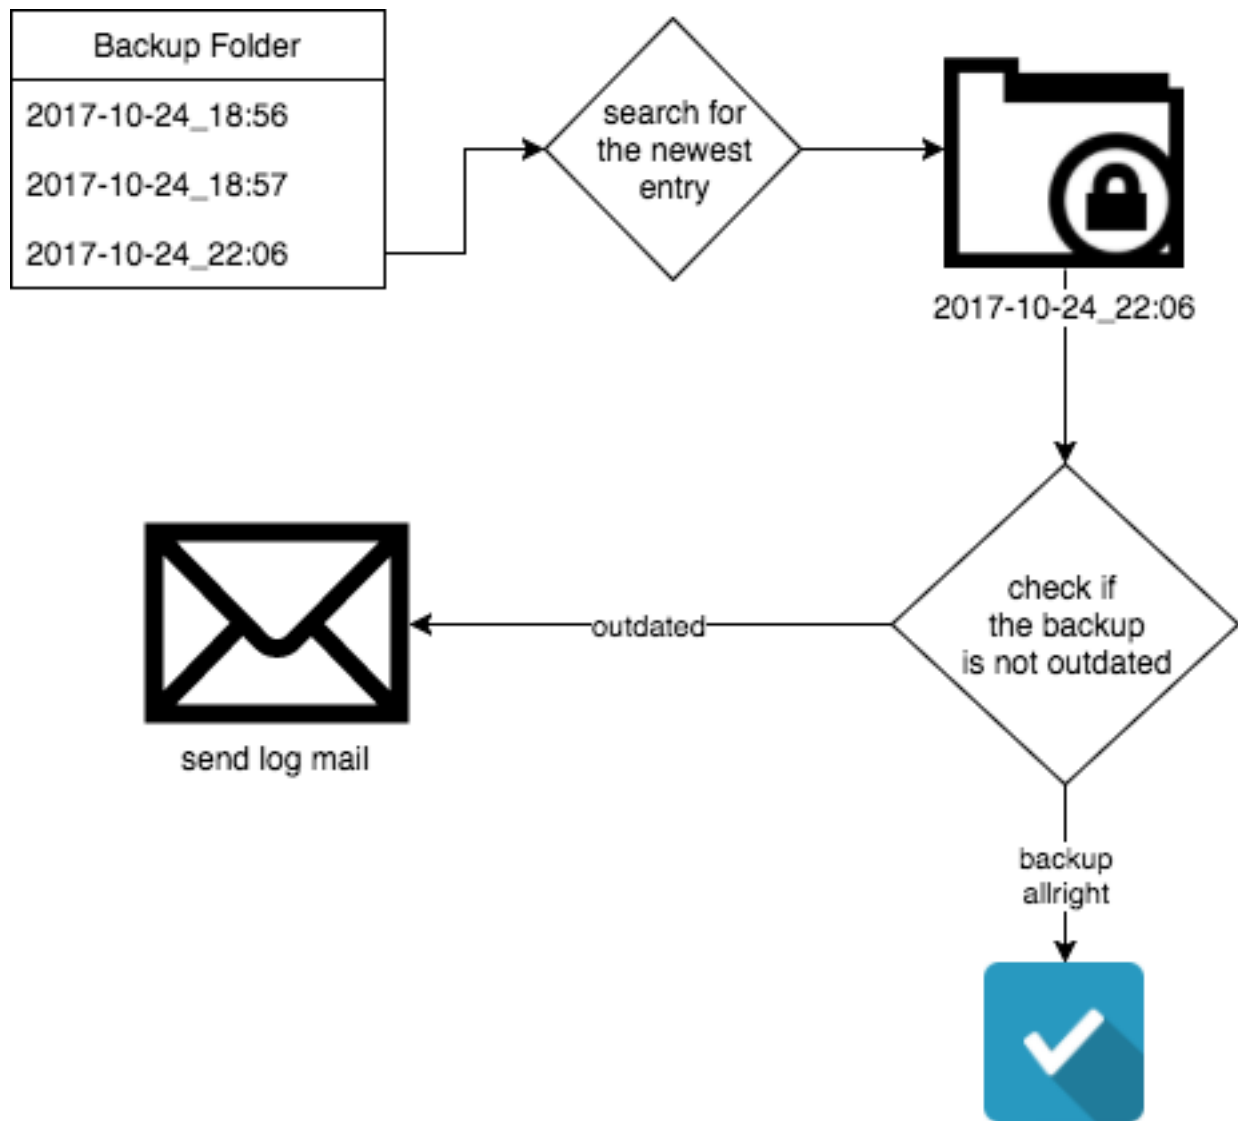 Backup Folder
2017-10-24_18:56
2017-10-24_18:57
2017-10-24_22:06
search for
the newest
entry
2017-10-24_22:06
check if
the backup
is not outdated
outdated
send log mail
backup
allright